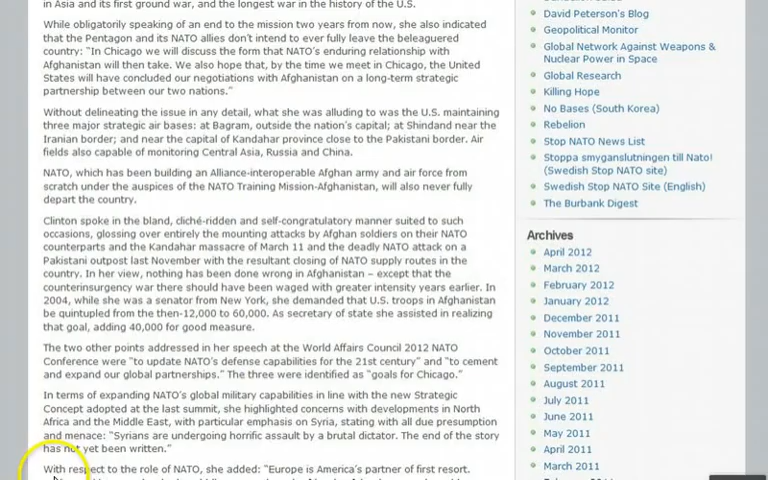 in Asia and its first ground war, and the longest war in the history of the U.S.
While obligatorily speaking of an end to the mission two years from now, she also indicated
that the Pentagon and its NATO allies don't intend to ever fully leave the beleaguered
country: "In Chicago we will discuss the form that NATO's enduring relationship with
Afghanistan will then take. We also hope that, by the time we meet in Chicago, the United
States will have concluded our negotiations with Afghanistan on a long-term strategic
partnership between our two nations."
Without delineating the issue in any detail, what she was alluding to was the U.S. maintaining
three major strategic air bases: at Bagram, outside the nation's capital; at Shindand near the
Iranian border; and near the capital of Kandahar province close to the Pakistani border. Air
fields also capable of monitoring Central Asia, Russia and China.
NATO, which has been building an Alliance-interoperable Afghan army and air force from
scratch under the auspices of the NATO Training Mission-Afghanistan, will also never fully
depart the country.
Clinton spoke in the bland, cliché-ridden and self-congratulatory manner suited to such
occasions, glossing over entirely the mounting attacks by Afghan soldiers on their NATO
counterparts and the Kandahar massacre of March 11 and the deadly NATO attack on a
Pakistani outpost last November with the resultant closing of NATO supply routes in the
country. In her view, nothing has been done wrong in Afghanistan – except that the
counterinsurgency war there should have been waged with greater intensity years earlier. In
2004, while she was a senator from New York, she demanded that U.S. troops in Afghanistan
be quintupled from the then-12,000 to 60,000. As secretary of state she assisted in realizing
that goal, adding 40,000 for good measure.
The two other points addressed in her speech at the World Affairs Council 2012 NATO
Conference were "to update NATO's defense capabilities for the 21st century" and "to cement
and expand our global partnerships." The three were identified as "goals for Chicago."
In terms of expanding NATO's global military capabilities in line with the new Strategic
Concept adopted at the last summit, she highlighted concerns with developments in North
Africa and the Middle East, with particular emphasis on Syria, stating with all due presumption
and menace: "Syrians are undergoing horrific assault by a brutal dictator. The end of the story
has not yet been written."
With respect to the role of NATO, she added: "Europe is America's partner of first resort.
David Peterson's Blog
Geopolitical Monitor
Global Network Against Weapons &
Nuclear Power in Space
Global Research
Killing Hope
No Bases (South Korea)
Rebelion
Stop NATO News List
Stoppa smyganslutningen till Nato!
(Swedish Stop NATO site)
Swedish Stop NATO Site (English)
The Burbank Digest
Archives
April 2012
March 2012
February 2012
January 2012
December 2011
November 2011
October 2011
September 2011
August 2011
July 2011
June 2011
May 2011
April 2011
March 2011